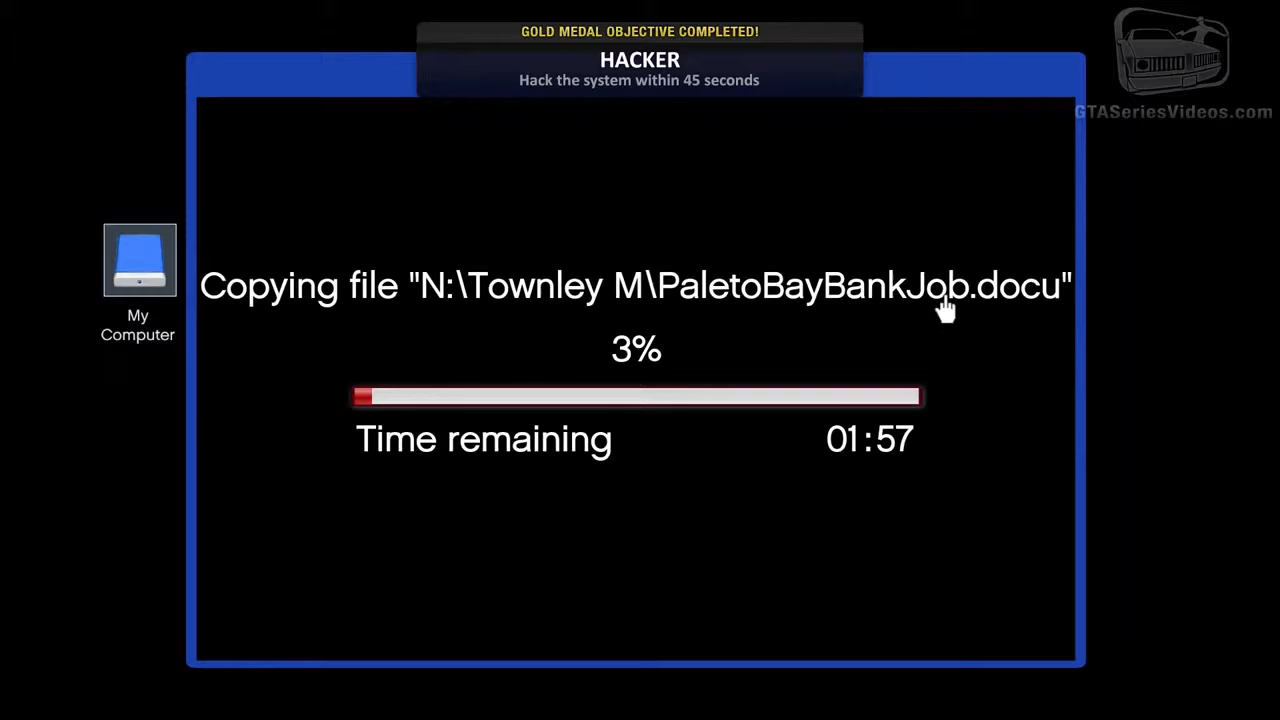 GOLD MEDAL OBJECTIVE COMPLETED!
HACKER
Hack the system within 45 seconds
GTASeriesVideos.com
My
Computer
Copying file "N:\Townley M\PaletoBayBankJob.docu"
3%
Time remaining 01:57